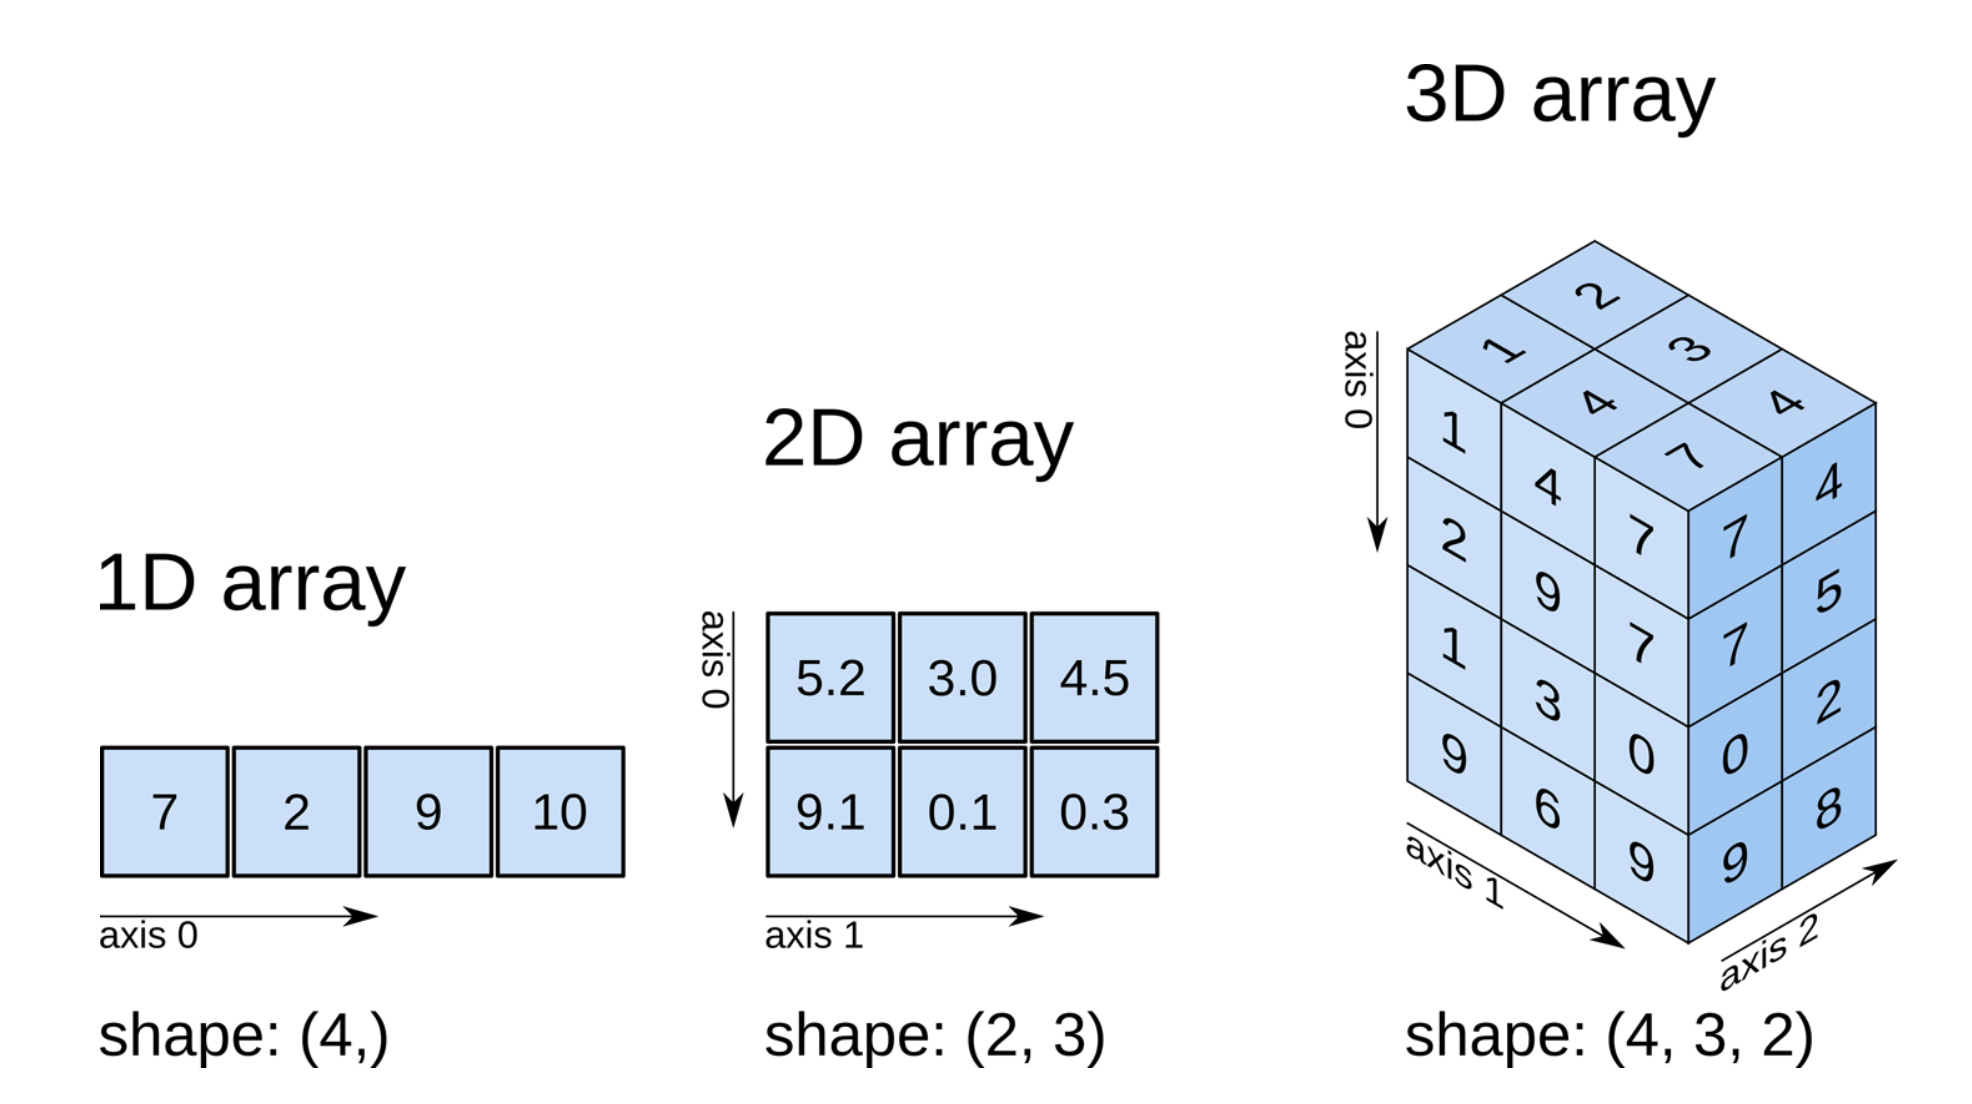 1D array
7 2 9 10
axis 0
shape: (4,)
2D array
axis 0
5.2 3.0 4.5
9.1 0.1 0.3
axis 1
shape: (2, 3)
3D array
axis 0
2
1 3
4 4
7
1 4 7 7 4
2 9 7 7 5
1 3 0 0 2
9 6 9 9 8
axis 1
axis 2
shape: (4, 3, 2)